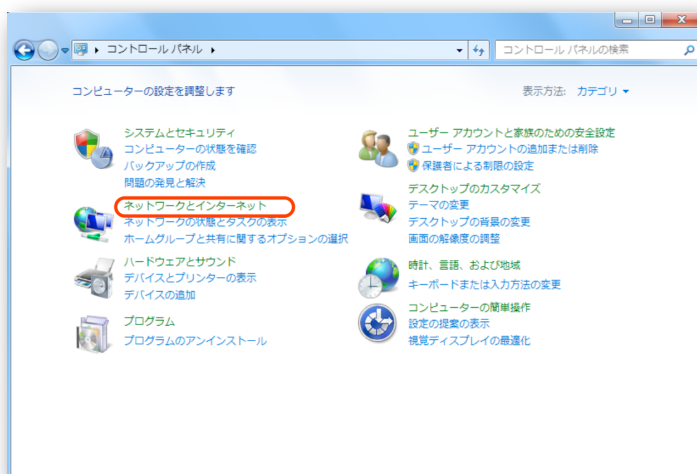 コントロール パネル
コントロール パネルの検索
コンピューターの設定を調整します
表示方法: カテゴリ
システムとセキュリティ
コンピューターの状態を確認
バックアップの作成
問題の発見と解決
ネットワークとインターネット
ネットワークの状態とタスクの表示
ホームグループと共有に関するオプションの選択
ハードウェアとサウンド
デバイスとプリンターの表示
デバイスの追加
プログラム
プログラムのアンインストール
ユーザー アカウントと家族のための安全設定
ユーザー アカウントの追加または削除
保護者による制限の設定
デスクトップのカスタマイズ
テーマの変更
デスクトップの背景の変更
画面の解像度の調整
時計、言語、および地域
キーボードまたは入力方法の変更
コンピューターの簡単操作
設定の提案の表示
視覚ディスプレイの最適化